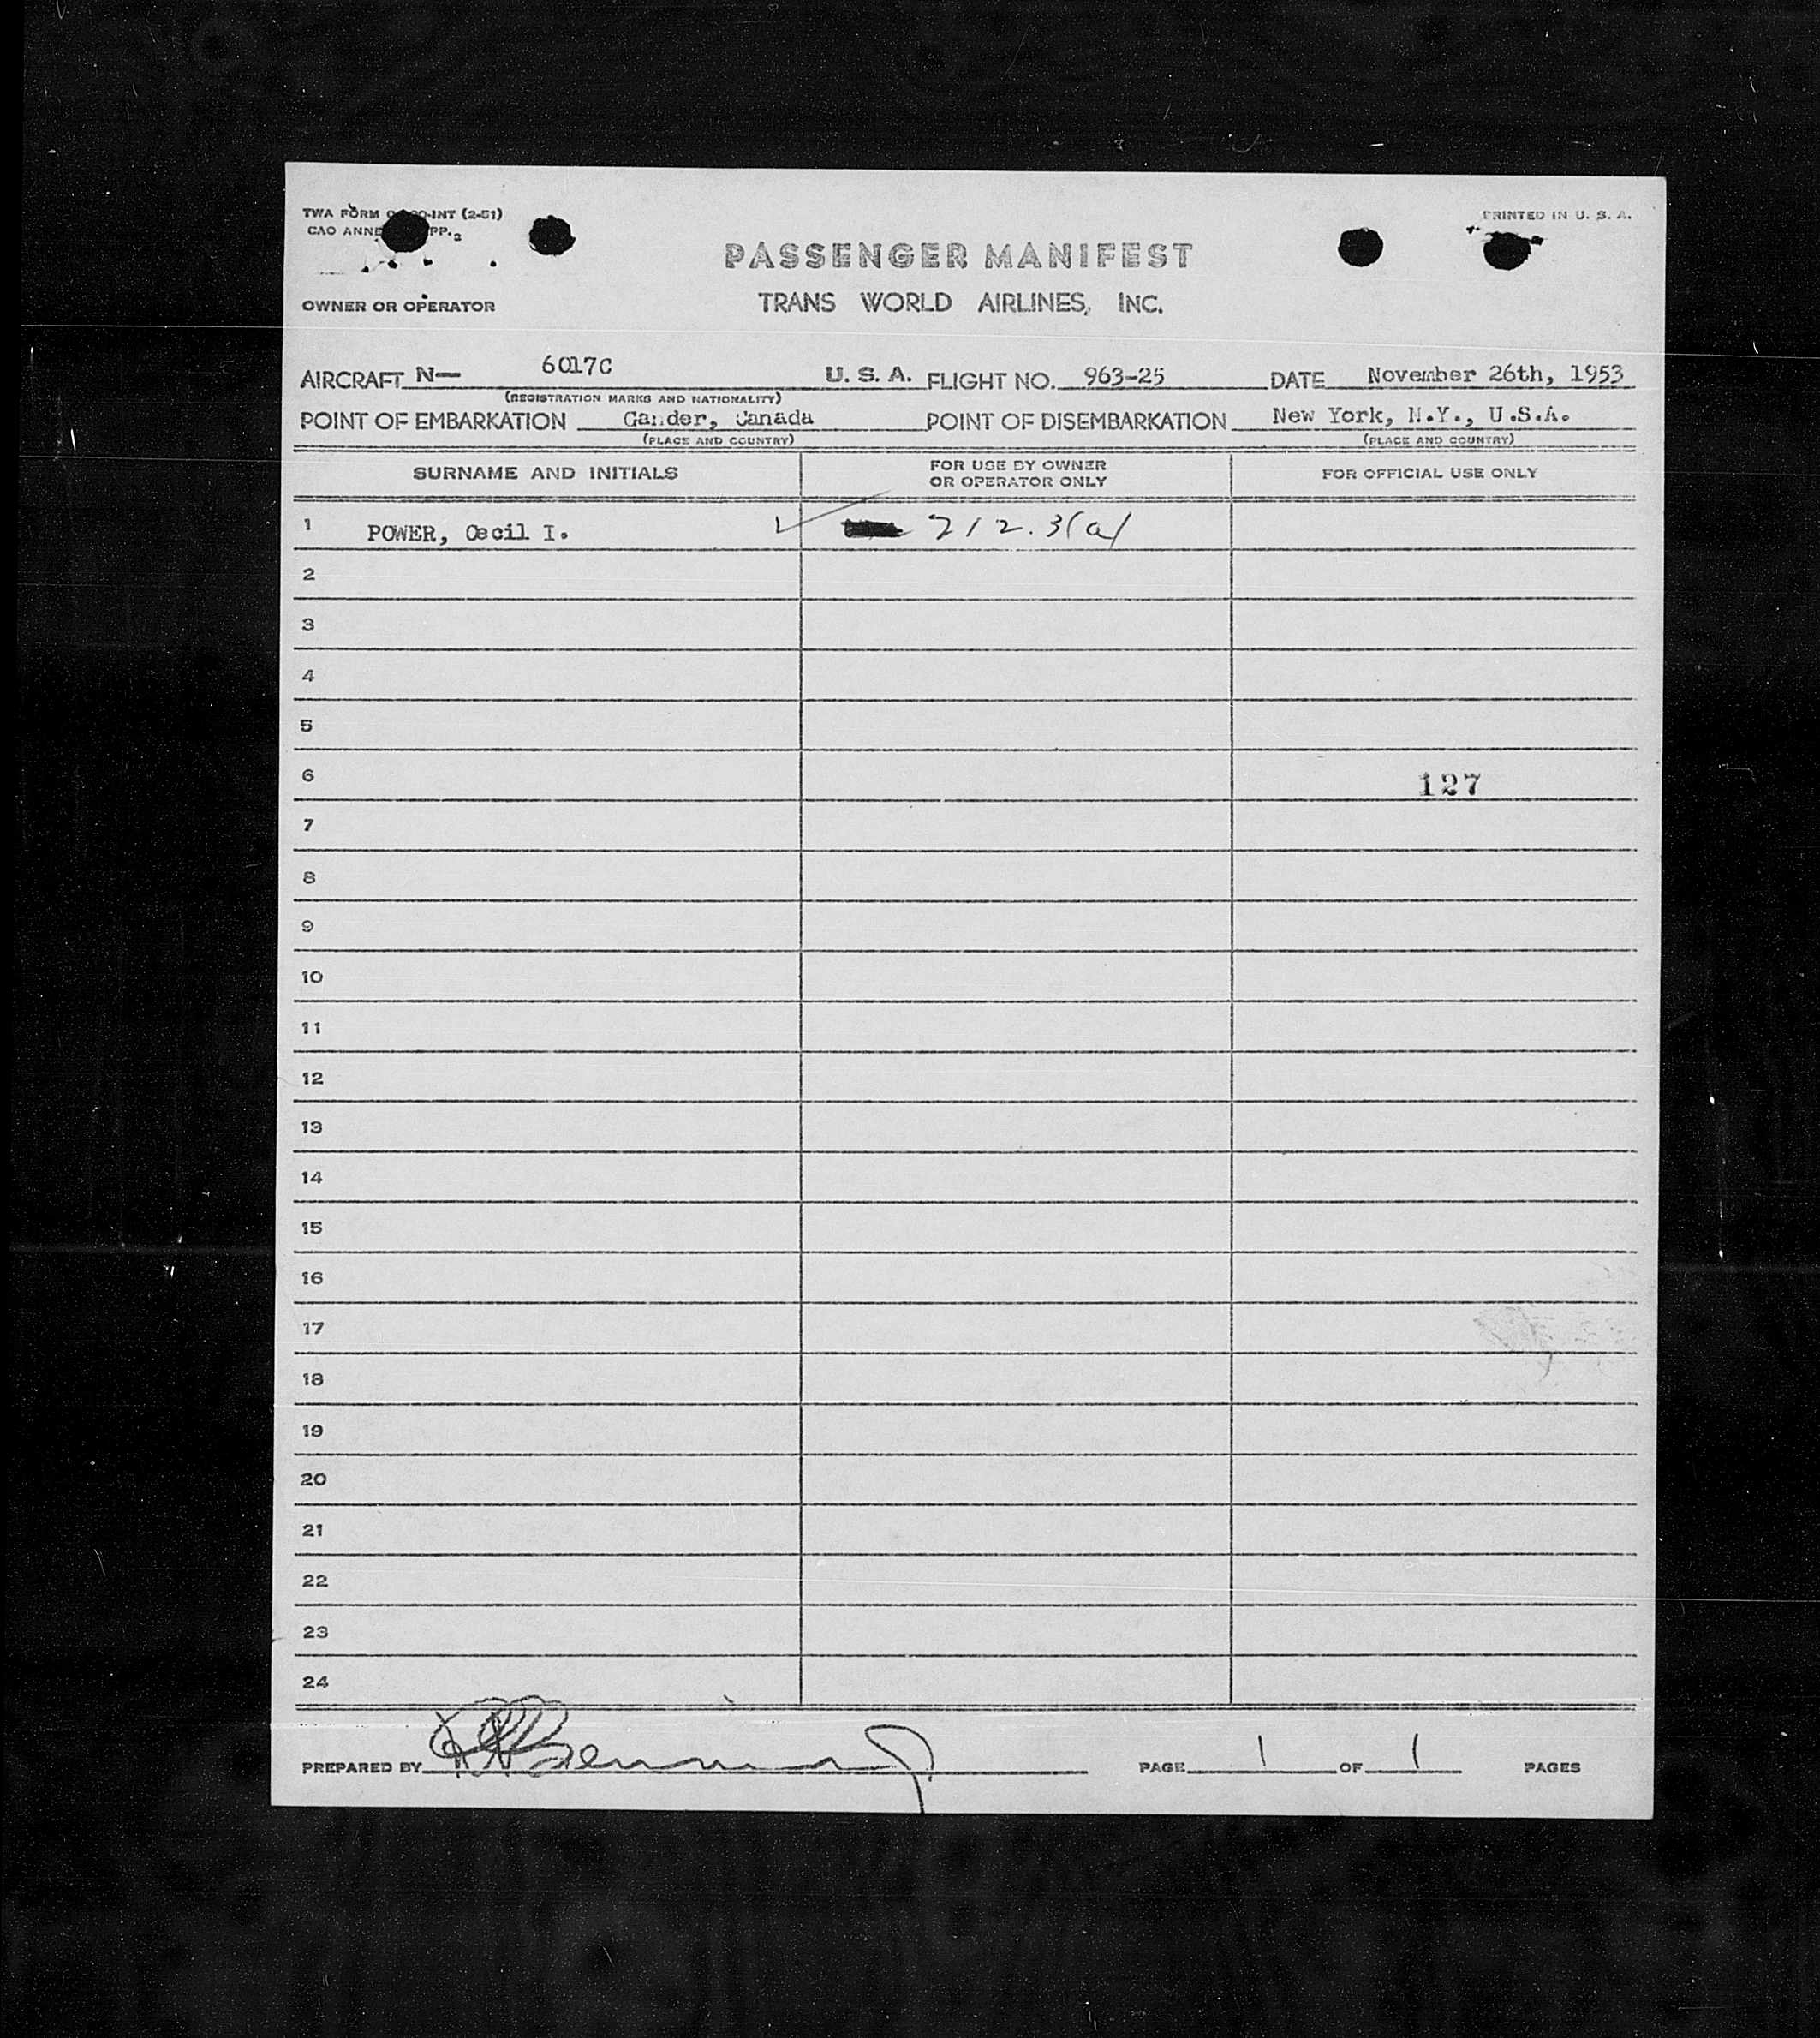 TWA FORM
PRINTED IN U. S. A.
PASSENGER MANIFEST
OWNER OR OPERATOR
TRANS WORLD AIRLINES, INC.
AIRCRAFT N— 6017C U. S. A. FLIGHT NO. 963-25 DATE November 26th, 1953
(REGISTRATION MARKS AND NATIONALITY)
POINT OF EMBARKATION Gander, Canada POINT OF DISEMBARKATION New York, N.Y., U.S.A.
(PLACE AND COUNTRY) (PLACE AND COUNTRY)
SURNAME AND INITIALS FOR USE BY OWNER OR OPERATOR ONLY FOR OFFICIAL USE ONLY
1 POWER, Cecil I. 212.3(a)
2
3
4
5
6 127
7
8
9
10
11
12
13
14
15
16
17
18
19
20
21
22
23
24
PREPARED BY PAGE 1 OF 1 PAGES